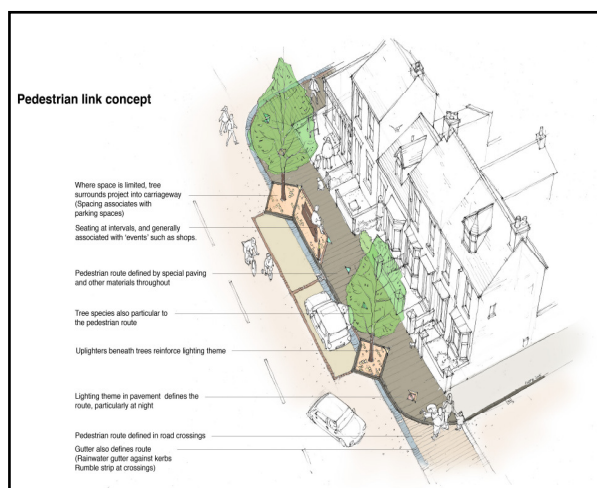 Pedestrian link concept
Where space is limited, tree
surrounds project into carriageway
(Spacing associates with
parking spaces)
Seating at intervals, and generally
associated with 'events' such as shops.
Pedestrian route defined by special paving
and other materials throughout
Tree species also particular to
the pedestrian route
Uplighters beneath trees reinforce lighting theme
Lighting theme in pavement defines the
route, particularly at night
Pedestrian route defined in road crossings
Gutter also defines route
(Rainwater gutter against kerbs
Rumble strip at crossings)